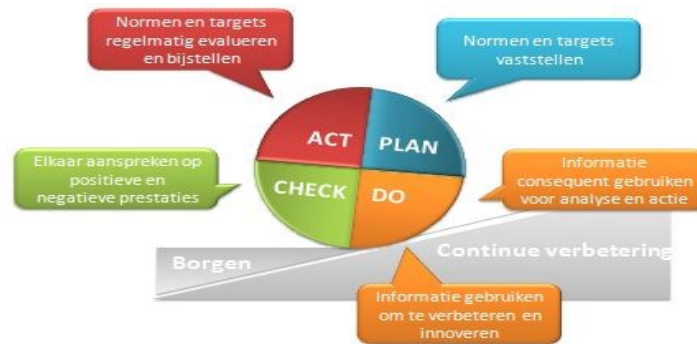 Normen en targets
regelmatig evalueren
en bijstellen
Normen en targets
vaststellen
ACT
PLAN
Elkaar aanspreken op
positieve en
negatieve prestaties
CHECK
DO
Informatie
consequent gebruiken
voor analyse en actie
Borgen
Continue verbetering
Informatie gebruiken
om te verbeteren en
innoveren